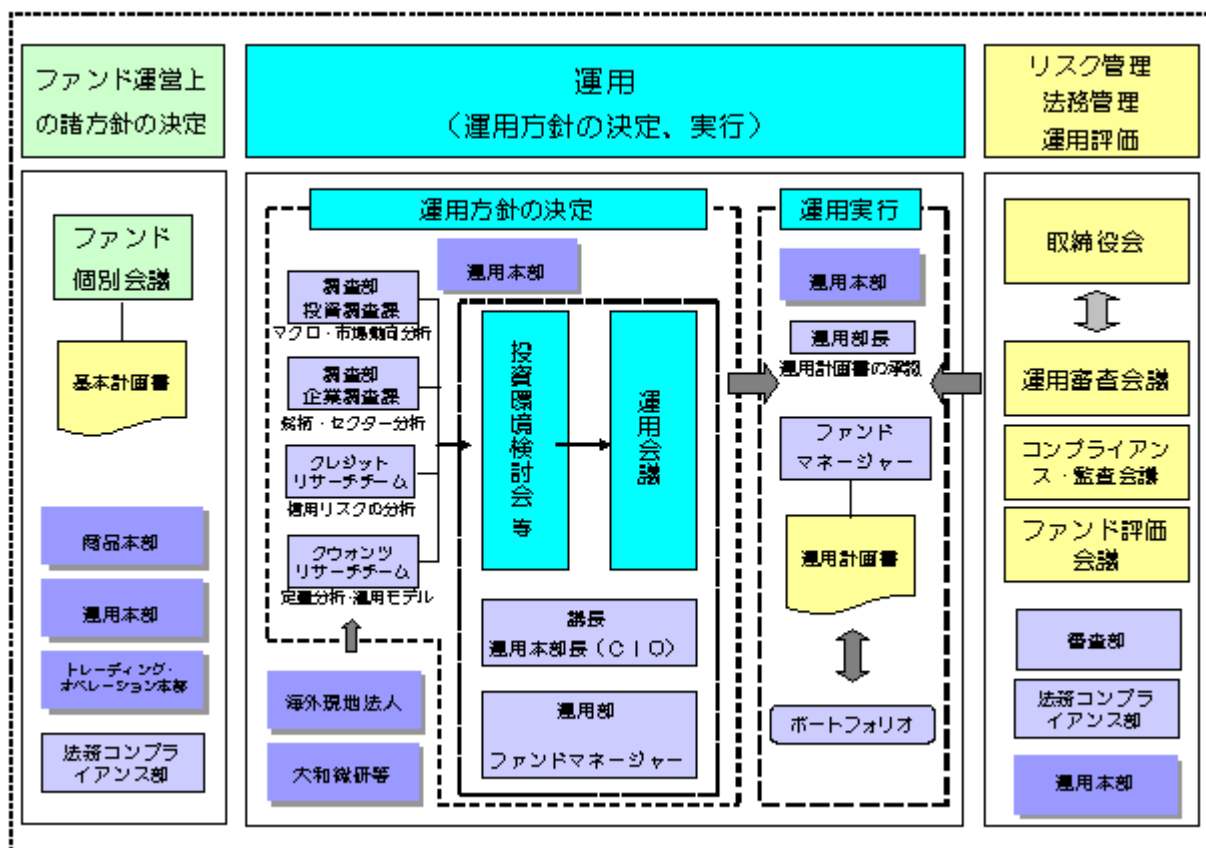 ファンド運営上
の諸方針の決定
運用
（運用方針の決定、実行）
リスク管理
法務管理
運用評価
ファンド
個別会議
基本計画書
商品本部
運用本部
トレーディング・
オペレーション本部
法務コンプラ
イアンス部
運用方針の決定
運用本部
調査部
投資調査課
マクロ・市場動向分析
調査部
企業調査課
銘柄・セクター分析
クレジット
リサーチチーム
信用リスクの分析
クウォンツ
リサーチチーム
定量分析・運用モデル
海外現地法人
大和総研等
投資環境検討会 等
運用会議
議長
運用本部長（ＣＩＯ）
運用部
ファンドマネージャー
運用実行
運用本部
運用部長
運用計画書の承認
ファンド
マネージャー
運用計画書
ポートフォリオ
取締役会
運用審査会議
コンプライアン
ス・監査会議
ファンド評価
会議
審査部
法務コンプラ
イアンス部
運用本部